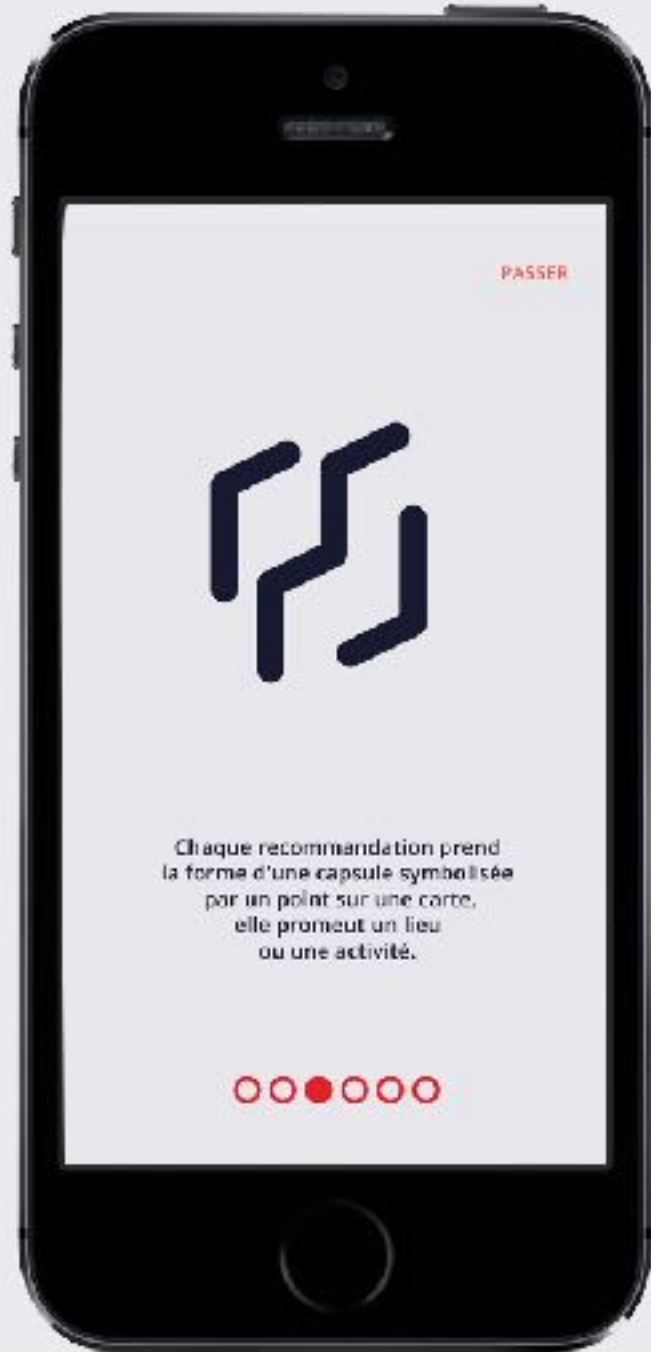 PASSER
Chaque recommandation prend
la forme d'une capsule symbolisée
par un point sur une carte,
elle promeut un lieu
ou une activité.